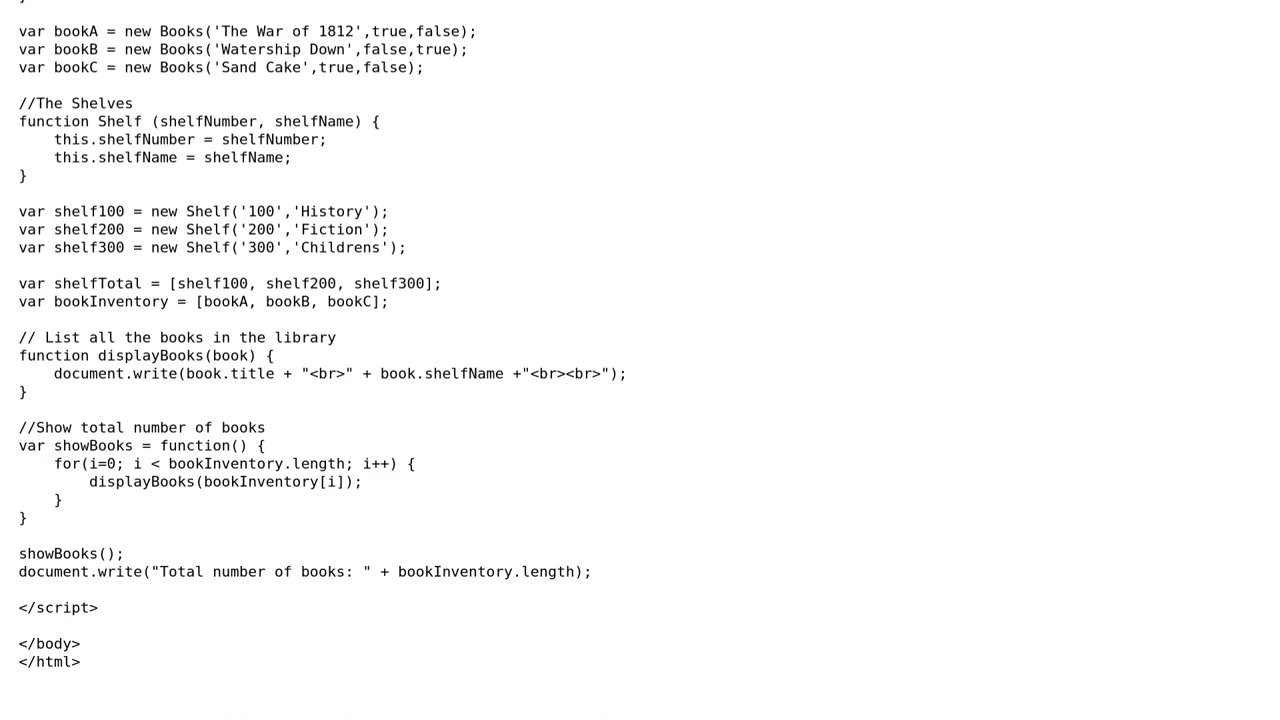 }
var bookA = new Books('The War of 1812',true,false);
var bookB = new Books('Watership Down',false,true);
var bookC = new Books('Sand Cake',true,false);
//The Shelves
function Shelf (shelfNumber, shelfName) {
    this.shelfNumber = shelfNumber;
    this.shelfName = shelfName;
}
var shelf100 = new Shelf('100','History');
var shelf200 = new Shelf('200','Fiction');
var shelf300 = new Shelf('300','Childrens');
var shelfTotal = [shelf100, shelf200, shelf300];
var bookInventory = [bookA, bookB, bookC];
// List all the books in the library
function displayBooks(book) {
    document.write(book.title + "<br>" + book.shelfName +"<br><br>");
}
//Show total number of books
var showBooks = function() {
    for(i=0; i < bookInventory.length; i++) {
        displayBooks(bookInventory[i]);
    }
}
showBooks();
document.write("Total number of books: " + bookInventory.length);
</script>
</body>
</html>